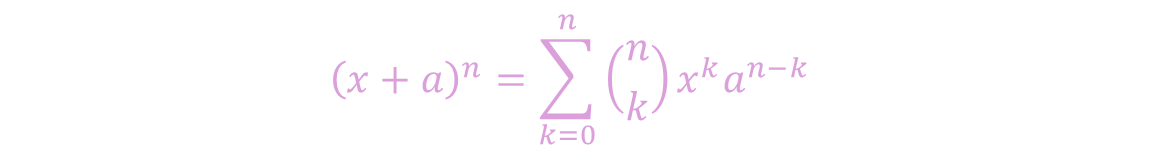 (x + a)^n = \sum_{k=0}^{n} \binom{n}{k} x^k a^{n-k}